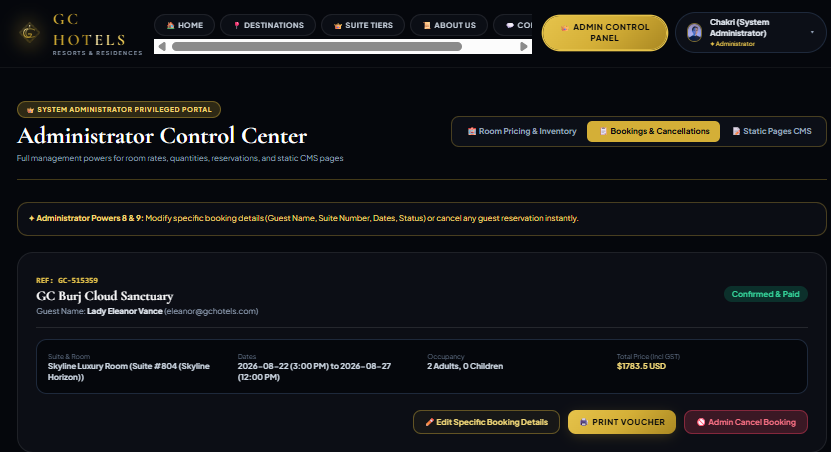 GC
HOTELS
RESORTS & RESIDENCES
HOME
DESTINATIONS
SUITE TIERS
ABOUT US
CO
ADMIN CONTROL
PANEL
Chakri (System
Administrator)
✦ Administrator
SYSTEM ADMINISTRATOR PRIVILEGED PORTAL
Administrator Control Center
Full management powers for room rates, quantities, reservations, and static CMS pages
Room Pricing & Inventory
Bookings & Cancellations
Static Pages CMS
✦ Administrator Powers 8 & 9: Modify specific booking details (Guest Name, Suite Number, Dates, Status) or cancel any guest reservation instantly.
REF: GC-515359
GC Burj Cloud Sanctuary
Guest Name: Lady Eleanor Vance (eleanor@gchotels.com)
Confirmed & Paid
Suite & Room
Skyline Luxury Room (Suite #804 (Skyline
Horizon))
Dates
2026-08-22 (3:00 PM) to 2026-08-27
(12:00 PM)
Occupancy
2 Adults, 0 Children
Total Price (Incl GST)
$1783.5 USD
Edit Specific Booking Details
PRINT VOUCHER
Admin Cancel Booking